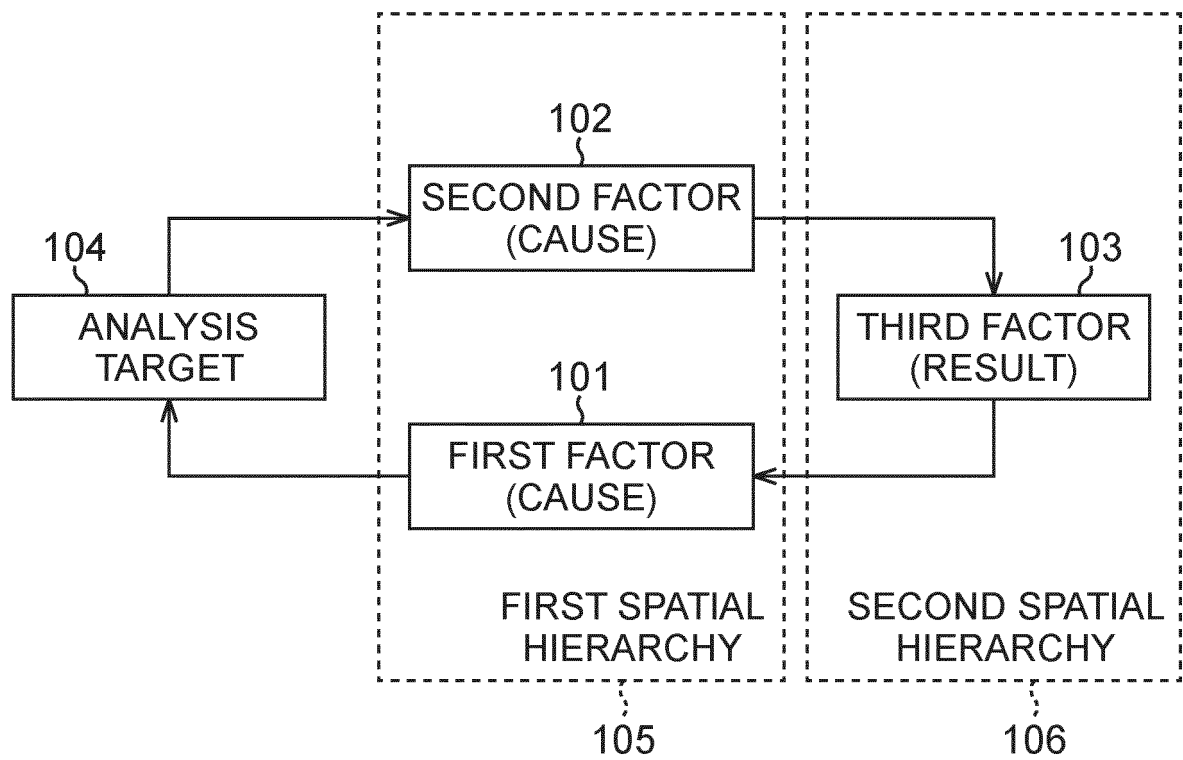 102
SECOND FACTOR
(CAUSE)
104
ANALYSIS
TARGET
103
THIRD FACTOR
(RESULT)
101
FIRST FACTOR
(CAUSE)
FIRST SPATIAL
HIERARCHY
SECOND SPATIAL
HIERARCHY
105
106